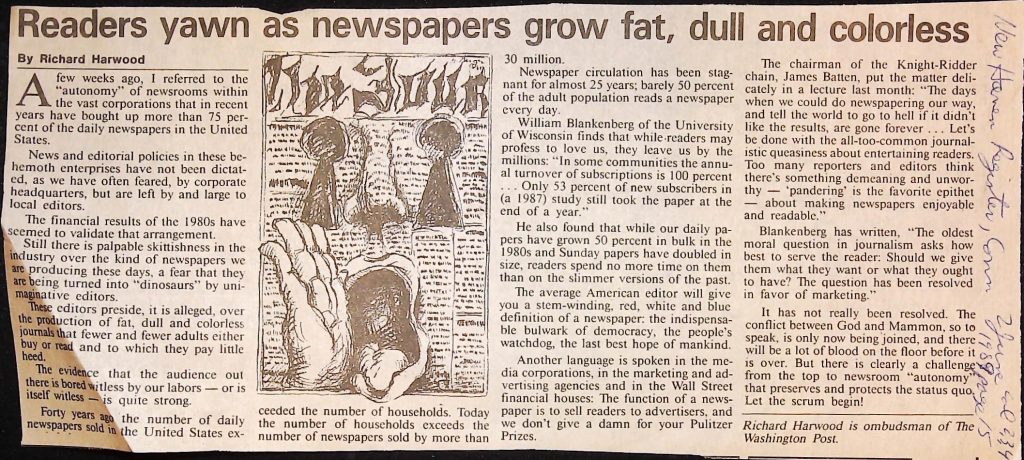 Readers yawn as newspapers grow fat, dull and colorless
By Richard Harwood
A few weeks ago, I referred to the
"autonomy" of newsrooms within
the vast corporations that in recent
years have bought up more than 75 per-
cent of the daily newspapers in the United
States.
News and editorial policies in these be-
hemoth enterprises have not been dictat-
ed, as we have often feared, by corporate
headquarters, but are left by and large to
local editors.
The financial results of the 1980s have
seemed to validate that arrangement.
Still there is palpable skittishness in the
industry over the kind of newspapers we
are producing these days, a fear that they
are being turned into "dinosaurs" by uni-
maginative editors.
These editors preside, it is alleged, over
the production of fat, dull and colorless
journals that fewer and fewer adults either
buy or read and to which they pay little
heed.
The evidence that the audience out
there is bored witless by our labors — or is
itself witless — is quite strong.
Forty years ago the number of daily
newspapers sold in the United States ex-
ceeded the number of households. Today
the number of households exceeds the
number of newspapers sold by more than
30 million.
Newspaper circulation has been stag-
nant for almost 25 years; barely 50 percent
of the adult population reads a newspaper
every day.
William Blankenberg of the University
of Wisconsin finds that while readers may
profess to love us, they leave us by the
millions: "In some communities the annu-
al turnover of subscriptions is 100 percent
. . . Only 53 percent of new subscribers in
(a 1987) study still took the paper at the
end of a year."
He also found that while our daily pa-
pers have grown 50 percent in bulk in the
1980s and Sunday papers have doubled in
size, readers spend no more time on them
than on the slimmer versions of the past.
The average American editor will give
you a stem-winding, red, white and blue
definition of a newspaper: the indispensa-
ble bulwark of democracy, the people's
watchdog, the last best hope of mankind.
Another language is spoken in the me-
dia corporations, in the marketing and ad-
vertising agencies and in the Wall Street
financial houses: The function of a news-
paper is to sell readers to advertisers, and
we don't give a damn for your Pulitzer
Prizes.
The chairman of the Knight-Ridder
chain, James Batten, put the matter deli-
cately in a lecture last month: "The days
when we could do newspapering our way,
and tell the world to go to hell if it didn't
like the results, are gone forever . . . Let's
be done with the all-too-common journal-
istic queasiness about entertaining readers.
Too many reporters and editors think
there's something demeaning and unwor-
thy — 'pandering' is the favorite epithet
— about making newspapers enjoyable
and readable."
Blankenberg has written, "The oldest
moral question in journalism asks how
best to serve the reader: Should we give
them what they want or what they ought
to have? The question has been resolved
in favor of marketing."
It has not really been resolved. The
conflict between God and Mammon, so to
speak, is only now being joined, and there
will be a lot of blood on the floor before it
is over. But there is clearly a challenge
from the top to newsroom "autonomy"
that preserves and protects the status quo.
Let the scrum begin!
Richard Harwood is ombudsman of The
Washington Post.
New Haven Register, Conn
1989 page 15